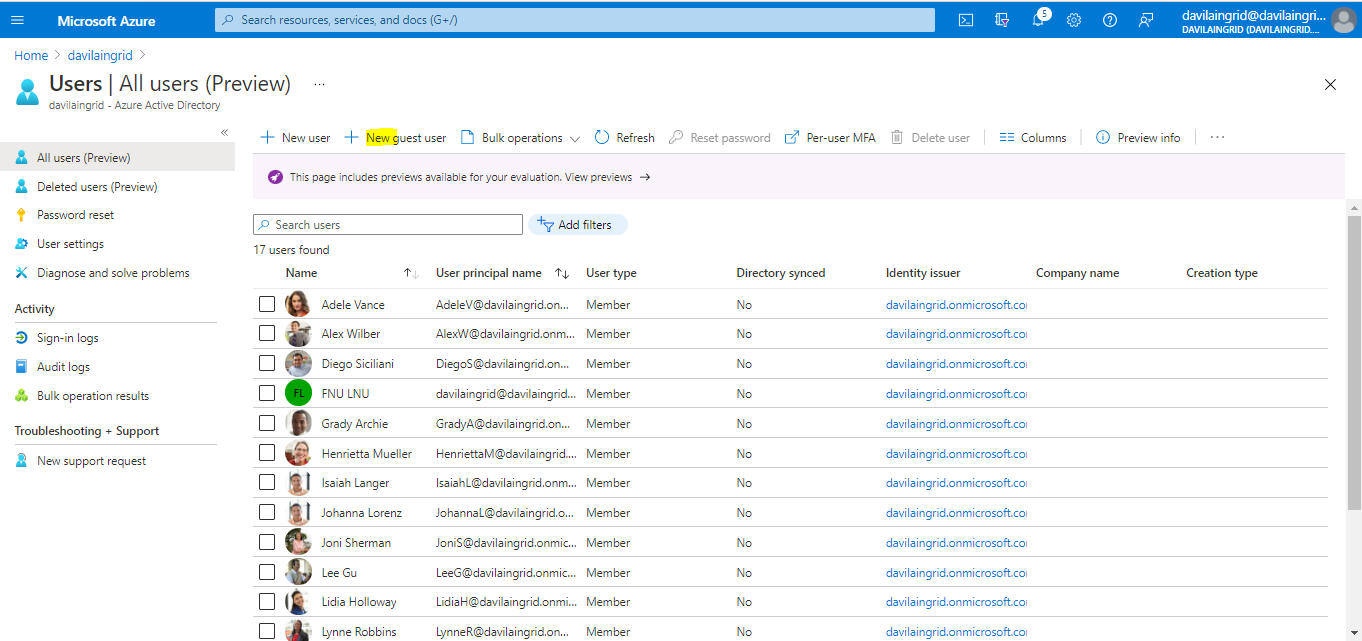 Microsoft Azure
Search resources, services, and docs (G+/)
5
davilaingrid@davilaingri...
DAVILAINGRID (DAVILAINGRID....
Home > davilaingrid >
Users | All users (Preview) ...
davilaingrid - Azure Active Directory
«
All users (Preview)
Deleted users (Preview)
Password reset
User settings
Diagnose and solve problems
Activity
Sign-in logs
Audit logs
Bulk operation results
Troubleshooting + Support
New support request
New user New guest user Bulk operations Refresh Reset password Per-user MFA Delete user Columns Preview info ...
This page includes previews available for your evaluation. View previews →
Search users Add filters
17 users found
Name ↑↓ User principal name ↑↓ User type Directory synced Identity issuer Company name Creation type
Adele Vance AdeleV@davilaingrid.on... Member No davilaingrid.onmicrosoft.co
Alex Wilber AlexW@davilaingrid.onm... Member No davilaingrid.onmicrosoft.co
Diego Siciliani DiegoS@davilaingrid.on... Member No davilaingrid.onmicrosoft.co
FL FNU LNU davilaingrid@davilaingrid... Member No davilaingrid.onmicrosoft.co
Grady Archie GradyA@davilaingrid.on... Member No davilaingrid.onmicrosoft.co
Henrietta Mueller HenriettaM@davilaingrid.... Member No davilaingrid.onmicrosoft.co
Isaiah Langer IsaiahL@davilaingrid.onm... Member No davilaingrid.onmicrosoft.co
Johanna Lorenz JohannaL@davilaingrid.o... Member No davilaingrid.onmicrosoft.co
Joni Sherman JoniS@davilaingrid.onmic... Member No davilaingrid.onmicrosoft.co
Lee Gu LeeG@davilaingrid.onmic... Member No davilaingrid.onmicrosoft.co
Lidia Holloway LidiaH@davilaingrid.onmi... Member No davilaingrid.onmicrosoft.co
Lynne Robbins LynneR@davilaingrid.on... Member No davilaingrid.onmicrosoft.co